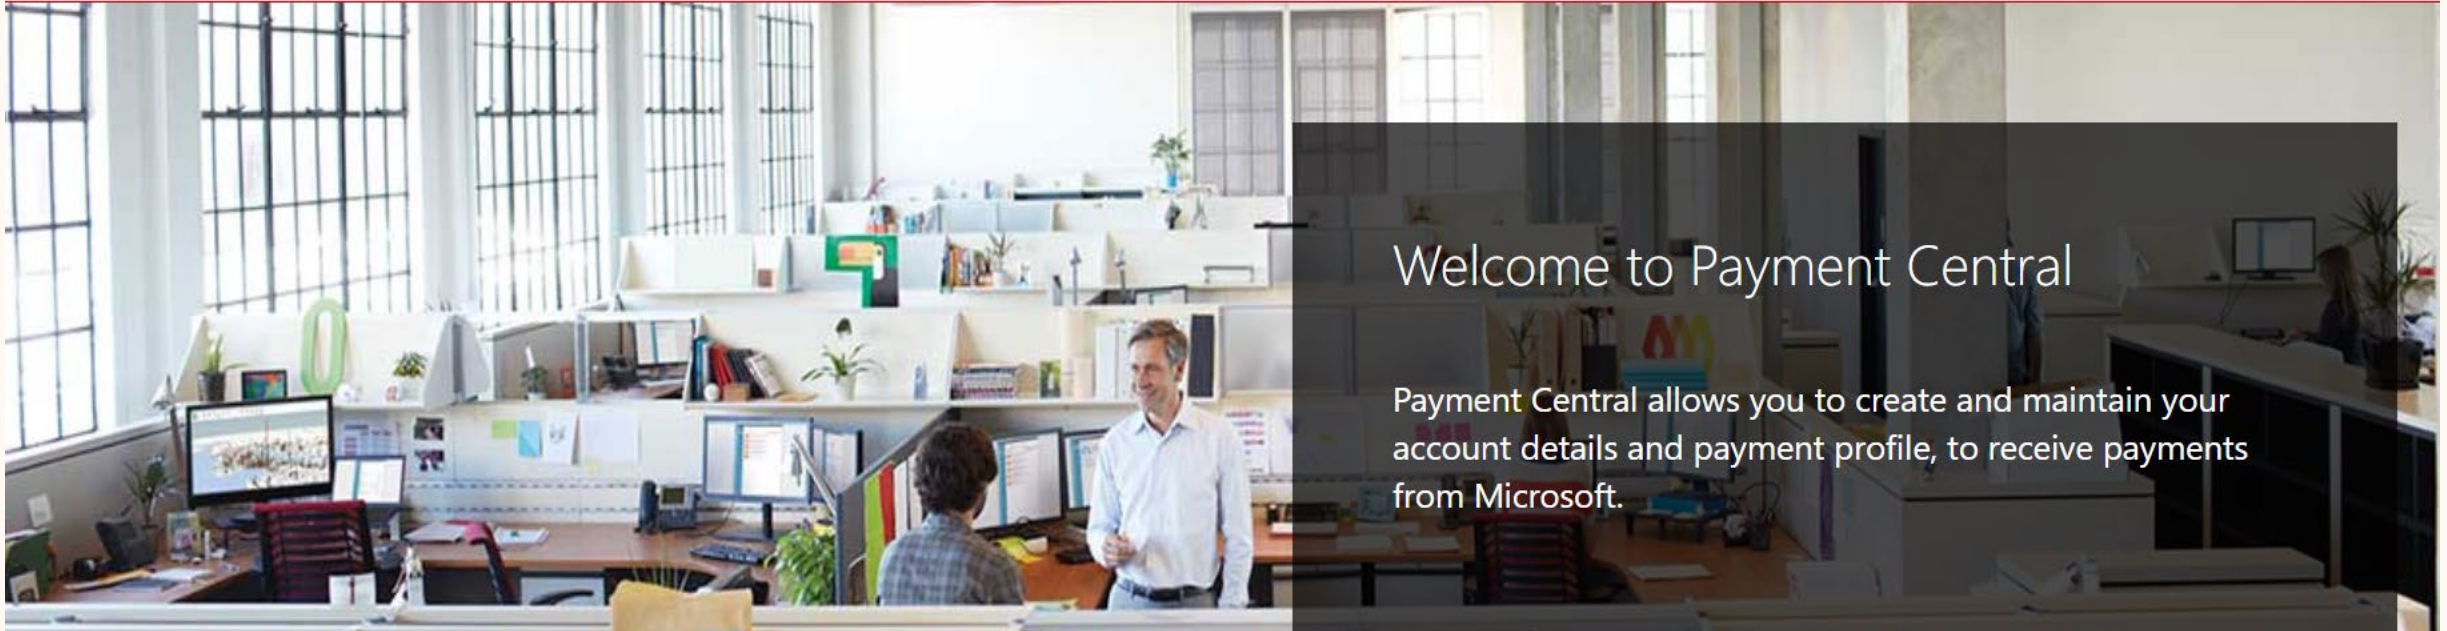 Welcome to Payment Central
Payment Central allows you to create and maintain your
account details and payment profile, to receive payments
from Microsoft.